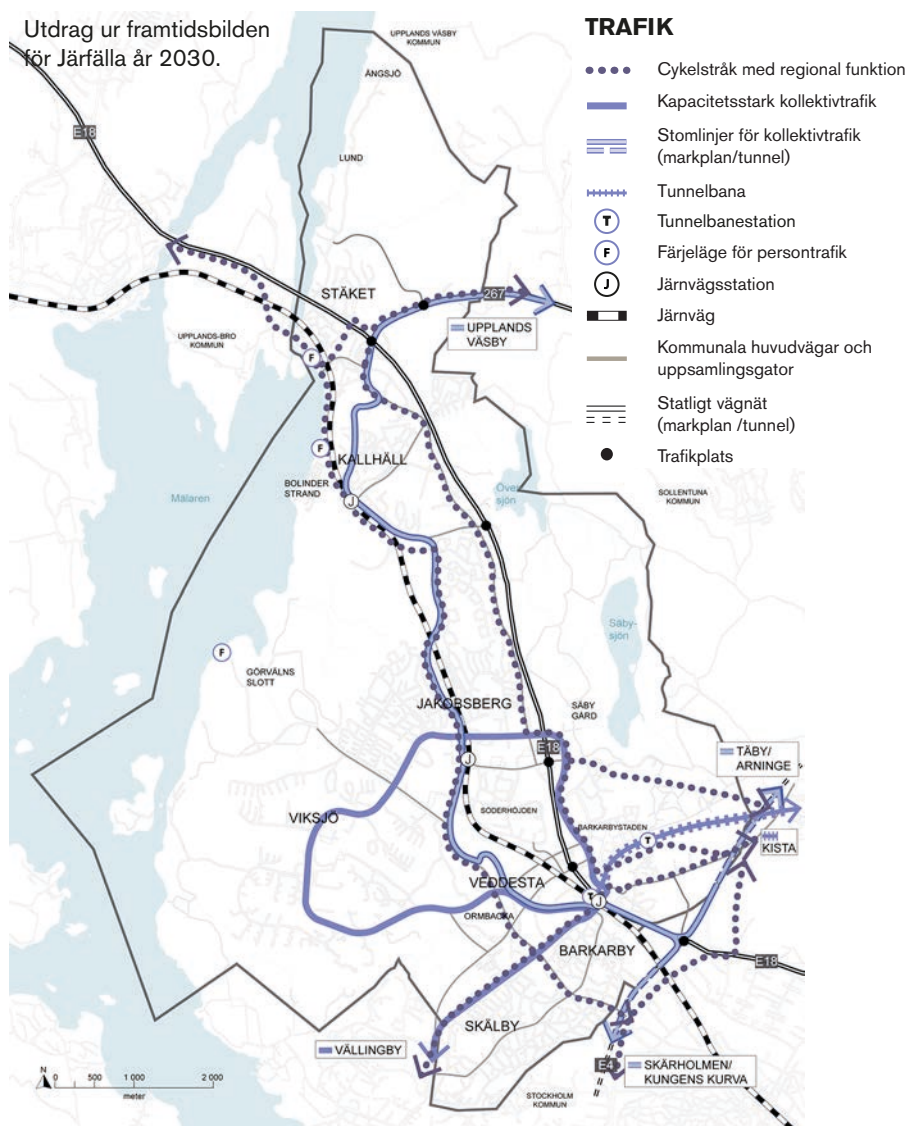 Utdrag ur framtidsbilden
för Järfälla år 2030.
TRAFIK
Cykelstråk med regional funktion
Kapacitetsstark kollektivtrafik
Stomlinjer för kollektivtrafik
(markplan/tunnel)
Tunnelbana
T
Tunnelbanestation
F
Färjeläge för persontrafik
J
Järnvägsstation
Järnväg
Kommunala huvudvägar och
uppsamlingsgator
Statligt vägnät
(markplan /tunnel)
Trafikplats
UPPLANDS VÄSBY
KOMMUN
ÄNGSJÖ
E18
LUND
STÄKET
267
UPPLANDS
VÄSBY
UPPLANDS-BRO
KOMMUN
F
F
KALLHÄLL
BOLINDER
STRAND
J
Mälaren
Över
sjön
SOLLENTUNA
KOMMUN
Säby-
sjön
F
GÖRVÄLNS
SLOTT
JAKOBSBERG
SÄBY
GÅRD
E18
J
TÄBY/
ARNINGE
VIKSJÖ
SÖDERHÖJDEN
BARKARBYSTADEN
T
KISTA
VEDDESTA
T
J
ORMBACKA
BARKARBY
E18
SKÄLBY
VÄLLINGBY
E4
SKÄRHOLMEN/
KUNGENS KURVA
STOCKHOLM
KOMMUN
N
0 500 1 000 2 000
meter